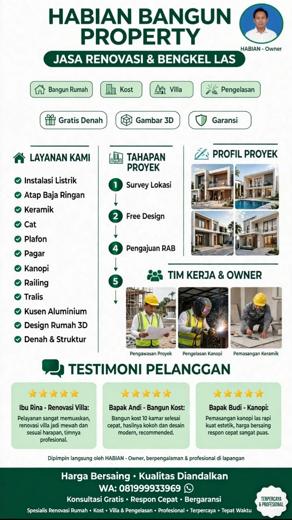 HABIAN BANGUN
PROPERTY
HABIAN - Owner
JASA RENOVASI & BENGKEL LAS
Bangun Rumah
Kost
Villa
Pengelasan
Gratis Denah
Gambar 3D
Garansi
LAYANAN KAMI
Instalasi Listrik
Atap Baja Ringan
Keramik
Cat
Plafon
Pagar
Kanopi
Railing
Tralis
Kusen Aluminium
Design Rumah 3D
Denah & Struktur
TAHAPAN
PROYEK
1 Survey Lokasi
2 Free Design
4 Pengajuan RAB
5
PROFIL PROYEK
TIM KERJA & OWNER
Pengawasan Proyek
Pengelasan Kanopi
Pemasangan Keramik
TESTIMONI PELANGGAN
Ibu Rina - Renovasi Villa:
Pelayanan sangat memuaskan,
renovasi villa jadi mewah dan
sesuai harapan, timnya
profesional.
Bapak Andi - Bangun Kost:
Bangun kost 10 kamar selesai
cepat, hasilnya kokoh dan desain
modern, recommended.
Bapak Budi - Kanopi:
Pemasangan kanopi las rapi
kuat estetik, harga bersaing
respon cepat sangat puas.
Dipimpin langsung oleh HABIAN - Owner, berpengalaman & profesional di lapangan
Harga Bersaing • Kualitas Diandalkan
WA: 081999933969
Konsultasi Gratis • Respon Cepat • Bergaransi
Spesialis Renovasi Rumah • Kost • Villa & Pengelasan • Profesional • Terpercaya • Tepat Waktu
TERPERCAYA
& PROFESIONAL